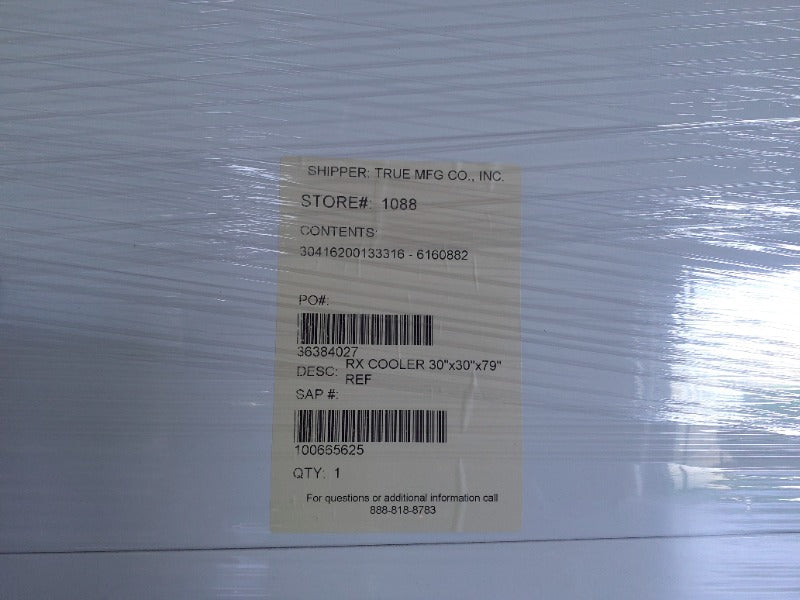 SHIPPER: TRUE MFG CO., INC.
STORE#: 1088
CONTENTS:
30416200133316 - 6160882
PO#:
36384027
DESC: RX COOLER 30"x30"x79"
REF
SAP #:
100665625
QTY: 1
For questions or additional information call
888-818-8783